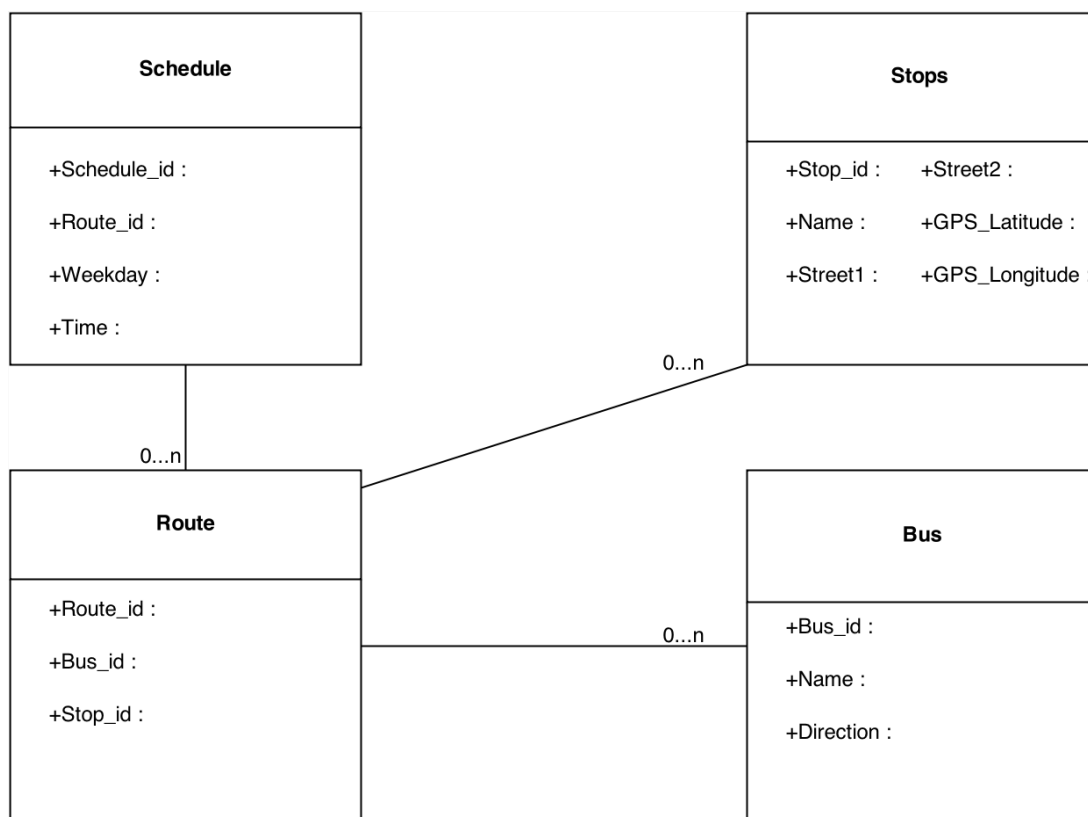 Schedule
+Schedule_id :
+Route_id :
+Weekday :
+Time :
Stops
+Stop_id : +Street2 :
+Name : +GPS_Latitude :
+Street1 : +GPS_Longitude :
0...n
0...n
Route
+Route_id :
+Bus_id :
+Stop_id :
0...n
Bus
+Bus_id :
+Name :
+Direction :